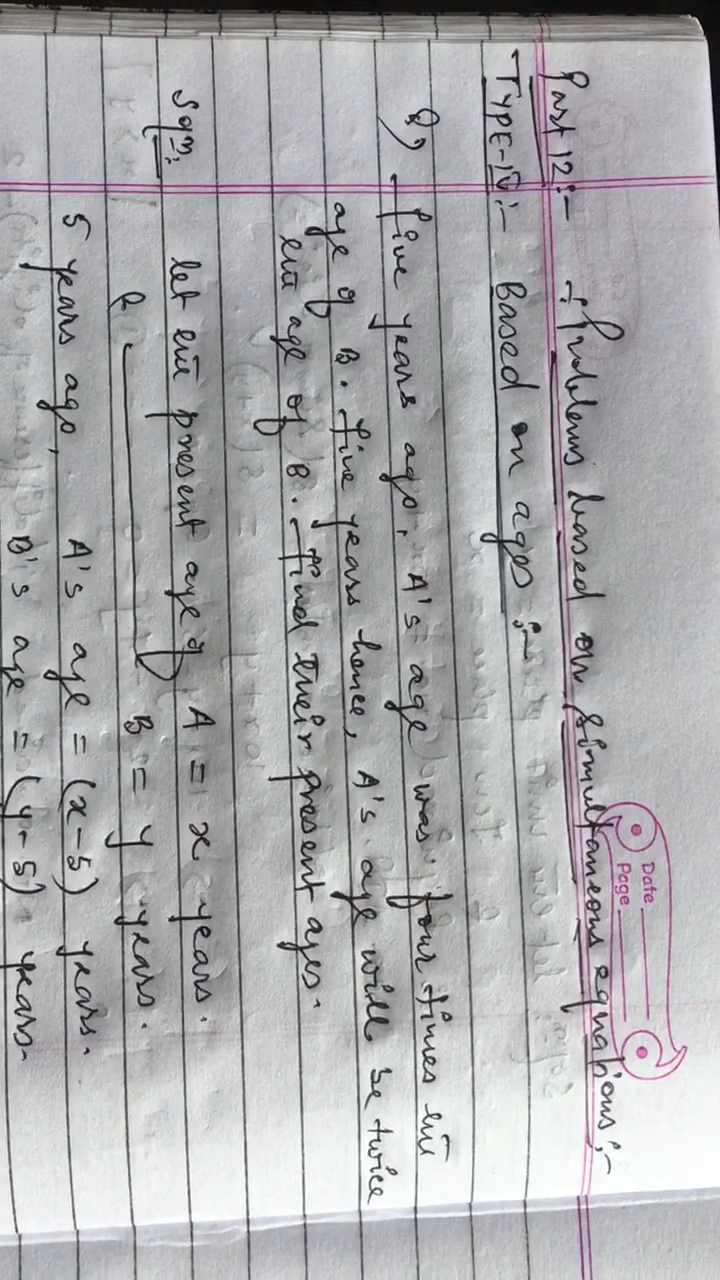 Date
Page
Part 12:- Problems based on simultaneous equations:-
TYPE-IV:- Based on ages:-
Q) Five years ago, A's age was four times the
age of B. Five years hence, A's age will be twice
the age of B. Find their present ages.
Soln: let the present age of A = x years.
B = y years.
5 years ago, A's age = (x-5) years.
B's age = (y-5) years.